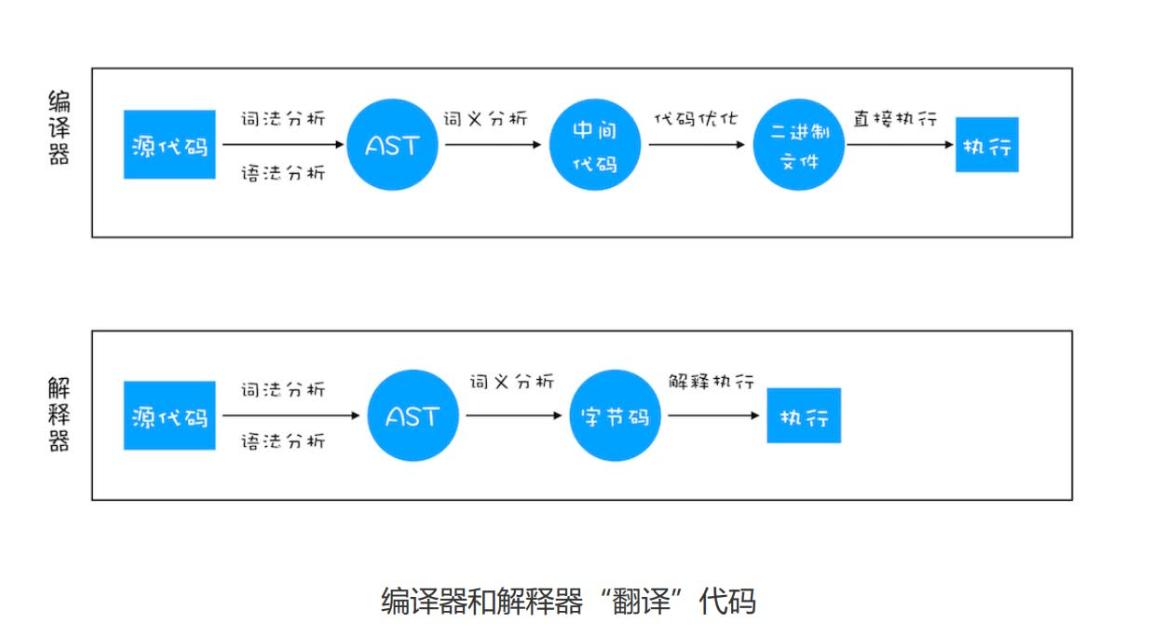 编译器
源代码
词法分析
语法分析
AST
词义分析
中间
代码
代码优化
二进制
文件
直接执行
执行
解释器
源代码
词法分析
语法分析
AST
词义分析
字节码
解释执行
执行
编译器和解释器“翻译”代码